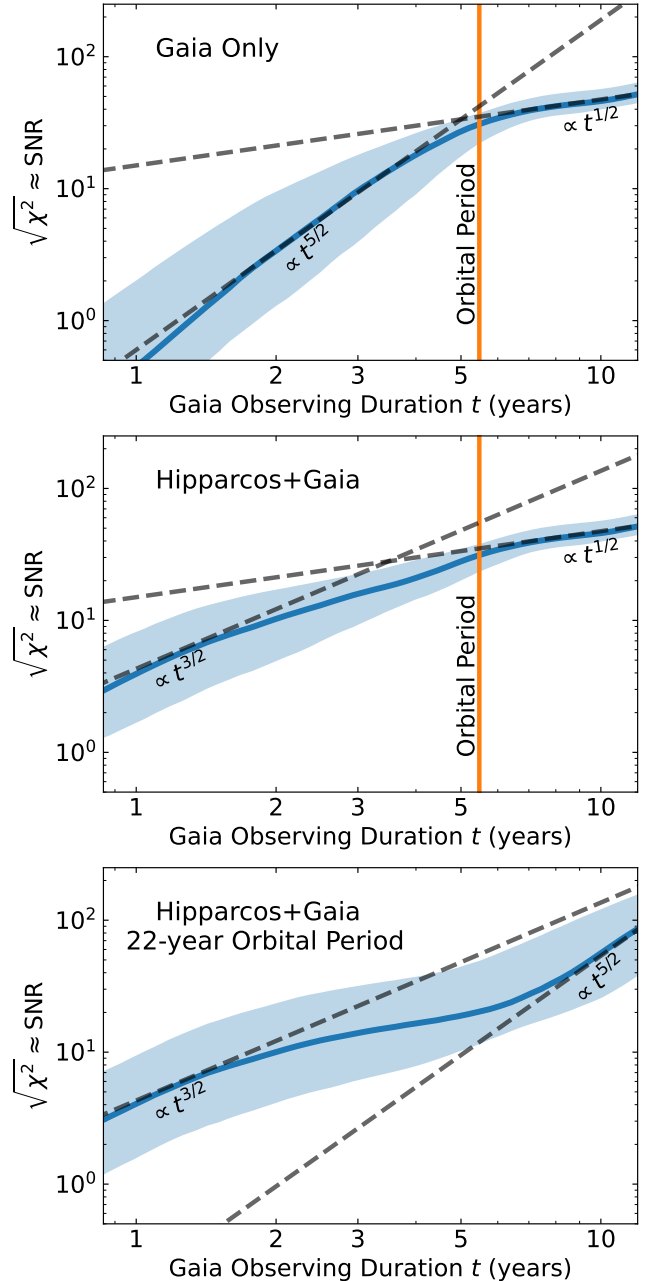 Gaia Only
10²
10¹
10⁰
√χ² ≈ SNR
∝ t^{5/2}
∝ t^{1/2}
Orbital Period
1 2 3 5 10
Gaia Observing Duration t (years)
Hipparcos+Gaia
10²
10¹
10⁰
√χ² ≈ SNR
∝ t^{3/2}
∝ t^{1/2}
Orbital Period
1 2 3 5 10
Gaia Observing Duration t (years)
Hipparcos+Gaia
22-year Orbital Period
10²
10¹
10⁰
√χ² ≈ SNR
∝ t^{3/2}
∝ t^{5/2}
1 2 3 5 10
Gaia Observing Duration t (years)